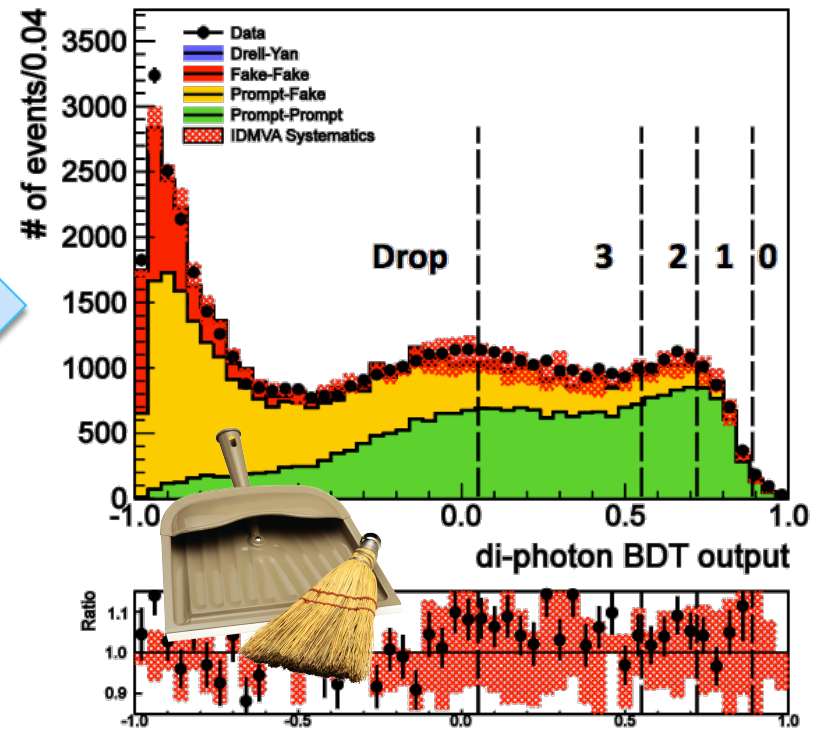 # of events/0.04
3500
3000
2500
2000
1500
1000
500
0
Data
Drell-Yan
Fake-Fake
Prompt-Fake
Prompt-Prompt
IDMVA Systematics
Drop 3 2 1 0
-1.0 0.0 0.5 1.0
di-photon BDT output
Ratio
1.1
1.0
0.9
-1.0 -0.5 0.0 0.5 1.0